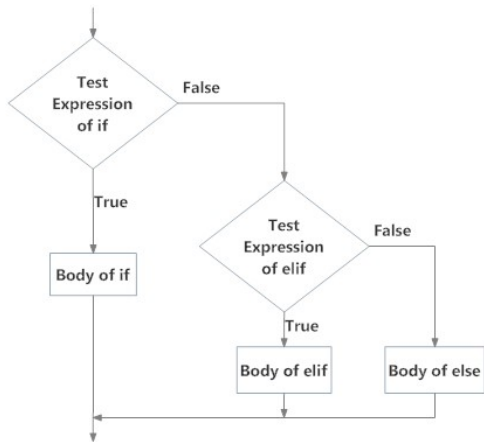 Test
Expression
of if
False
True
Body of if
Test
Expression
of elif
False
True
Body of elif
Body of else